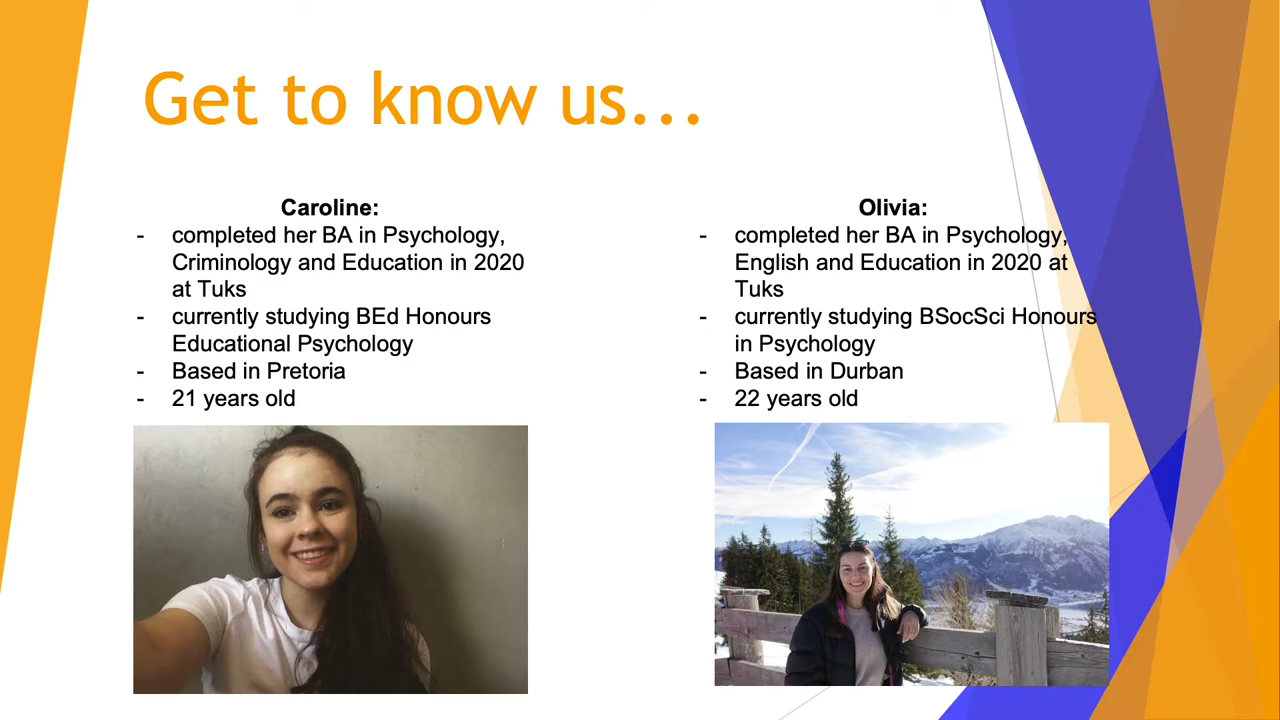 Get to know us...
Caroline:
- completed her BA in Psychology,
Criminology and Education in 2020
at Tuks
- currently studying BEd Honours
Educational Psychology
- Based in Pretoria
- 21 years old
Olivia:
- completed her BA in Psychology,
English and Education in 2020 at
Tuks
- currently studying BSocSci Honours
in Psychology
- Based in Durban
- 22 years old